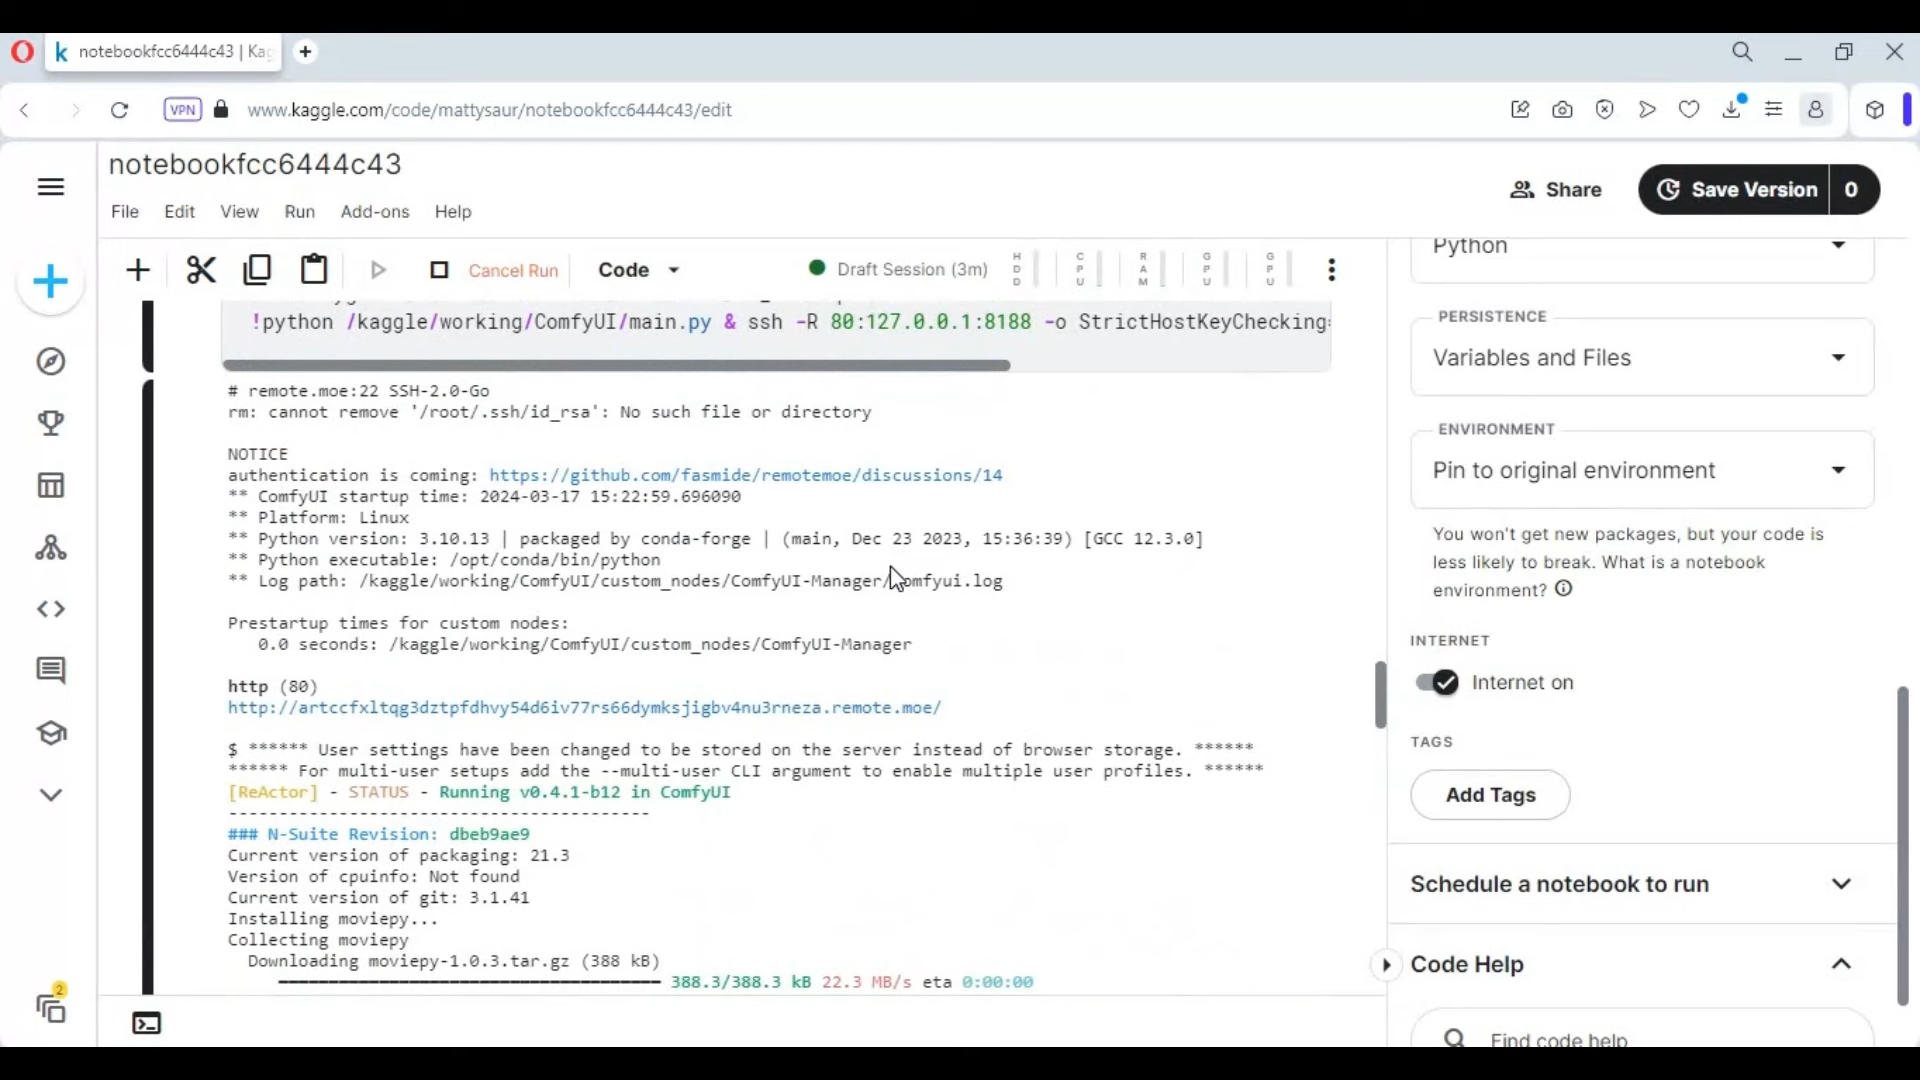 notebookfcc6444c43 | Kag
VPN
www.kaggle.com/code/mattysaur/notebookfcc6444c43/edit
notebookfcc6444c43
File Edit View Run Add-ons Help
Share
Save Version 0
Cancel Run
Code
Draft Session (3m)
HDD
CPU
RAM
GPU
GPU
!python /kaggle/working/ComfyUI/main.py & ssh -R 80:127.0.0.1:8188 -o StrictHostKeyChecking=
# remote.moe:22 SSH-2.0-Go
rm: cannot remove '/root/.ssh/id_rsa': No such file or directory
NOTICE
authentication is coming: https://github.com/fasmide/remotemoe/discussions/14
** ComfyUI startup time: 2024-03-17 15:22:59.696090
** Platform: Linux
** Python version: 3.10.13 | packaged by conda-forge | (main, Dec 23 2023, 15:36:39) [GCC 12.3.0]
** Python executable: /opt/conda/bin/python
** Log path: /kaggle/working/ComfyUI/custom_nodes/ComfyUI-Manager/comfyui.log
Prestartup times for custom nodes:
0.0 seconds: /kaggle/working/ComfyUI/custom_nodes/ComfyUI-Manager
http (80)
http://artccfxltqg3dztpfdhvy54d6iv77rs66dymksjigbv4nu3rneza.remote.moe/
$ ****** User settings have been changed to be stored on the server instead of browser storage. ******
****** For multi-user setups add the --multi-user CLI argument to enable multiple user profiles. ******
[ReActor] - STATUS - Running v0.4.1-b12 in ComfyUI
------------------------------------------
### N-Suite Revision: dbeb9ae9
Current version of packaging: 21.3
Version of cpuinfo: Not found
Current version of git: 3.1.41
Installing moviepy...
Collecting moviepy
Downloading moviepy-1.0.3.tar.gz (388 kB)
388.3/388.3 kB 22.3 MB/s eta 0:00:00
Python
PERSISTENCE
Variables and Files
ENVIRONMENT
Pin to original environment
You won't get new packages, but your code is
less likely to break. What is a notebook
environment?
INTERNET
Internet on
TAGS
Add Tags
Schedule a notebook to run
Code Help
Find code help
2